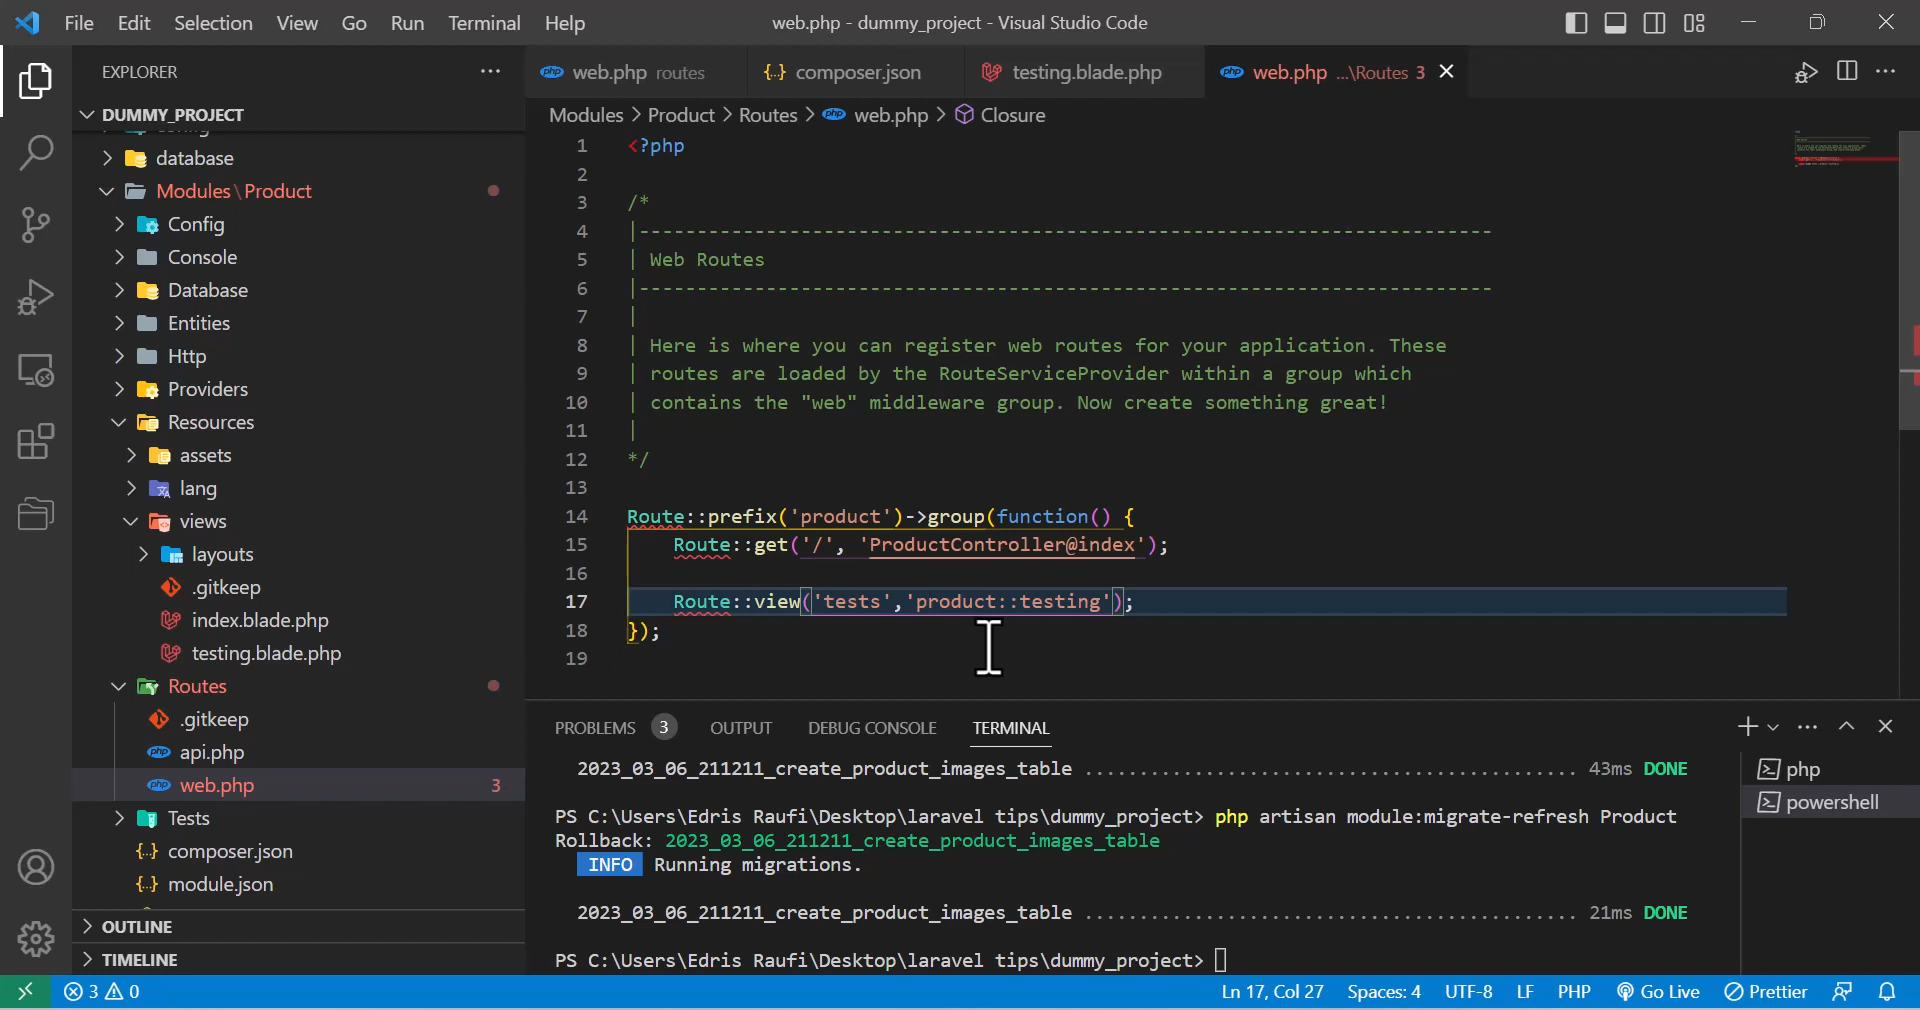 File Edit Selection View Go Run Terminal Help
web.php - dummy_project - Visual Studio Code
EXPLORER
DUMMY_PROJECT
config
database
Modules\Product
Config
Console
Database
Entities
Http
Providers
Resources
assets
lang
views
layouts
.gitkeep
index.blade.php
testing.blade.php
Routes
.gitkeep
api.php
web.php 3
Tests
composer.json
module.json
OUTLINE
TIMELINE
web.php routes
composer.json
testing.blade.php
web.php ...\Routes 3
Modules > Product > Routes > web.php > Closure
1 <?php
2
3 /*
4 |--------------------------------------------------------------------------
5 | Web Routes
6 |--------------------------------------------------------------------------
7 |
8 | Here is where you can register web routes for your application. These
9 | routes are loaded by the RouteServiceProvider within a group which
10 | contains the "web" middleware group. Now create something great!
11 |
12 */
13
14 Route::prefix('product')->group(function() {
15 Route::get('/', 'ProductController@index');
16
17 Route::view('tests','product::testing');
18 });
19
PROBLEMS 3 OUTPUT DEBUG CONSOLE TERMINAL
2023_03_06_211211_create_product_images_table .......................................... 43ms DONE
PS C:\Users\Edris Raufi\Desktop\laravel tips\dummy_project> php artisan module:migrate-refresh Product
Rollback: 2023_03_06_211211_create_product_images_table
INFO Running migrations.
2023_03_06_211211_create_product_images_table .......................................... 21ms DONE
PS C:\Users\Edris Raufi\Desktop\laravel tips\dummy_project>
php
powershell
3 0
Ln 17, Col 27 Spaces: 4 UTF-8 LF PHP Go Live Prettier